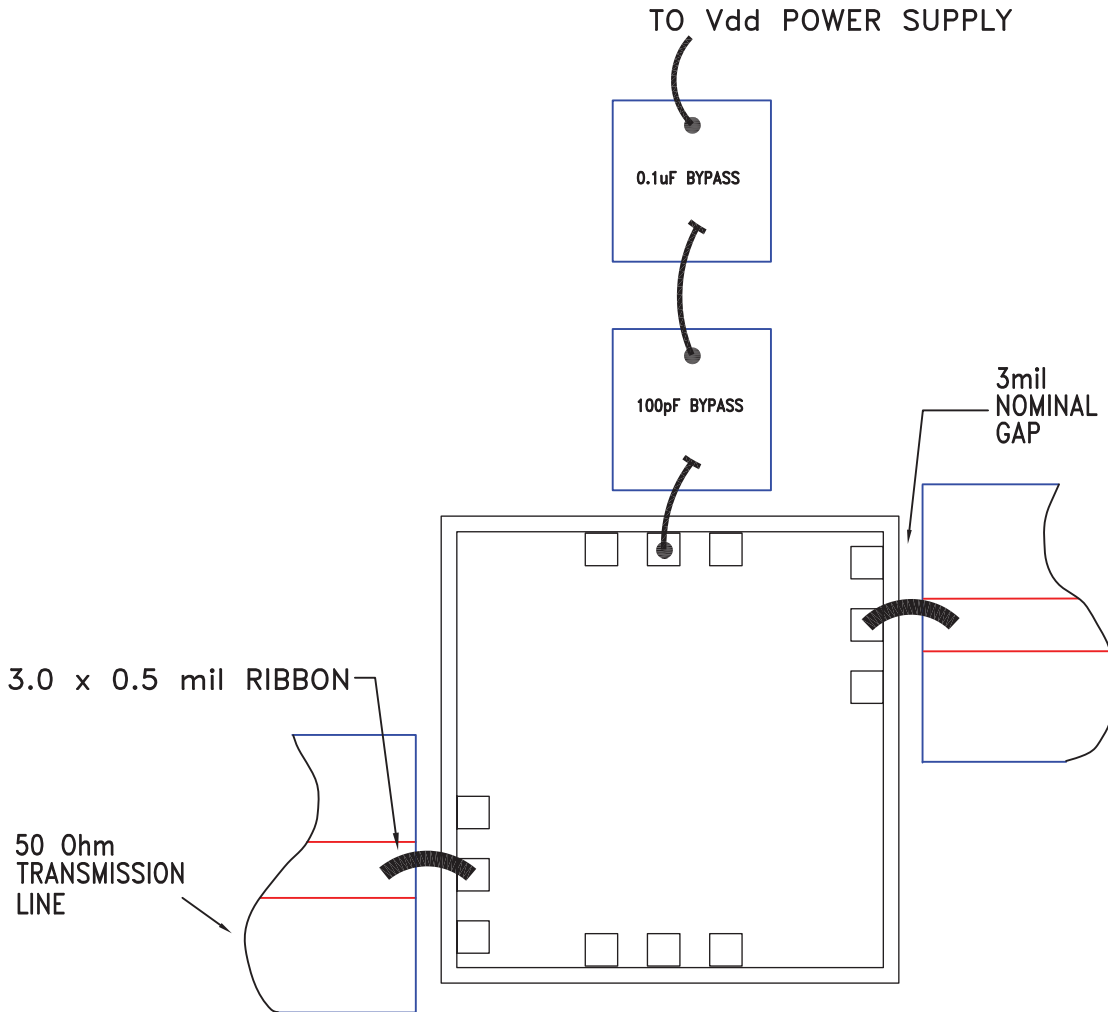 TO Vdd POWER SUPPLY
0.1uF BYPASS
100pF BYPASS
3mil
NOMINAL
GAP
3.0 x 0.5 mil RIBBON
50 Ohm
TRANSMISSION
LINE